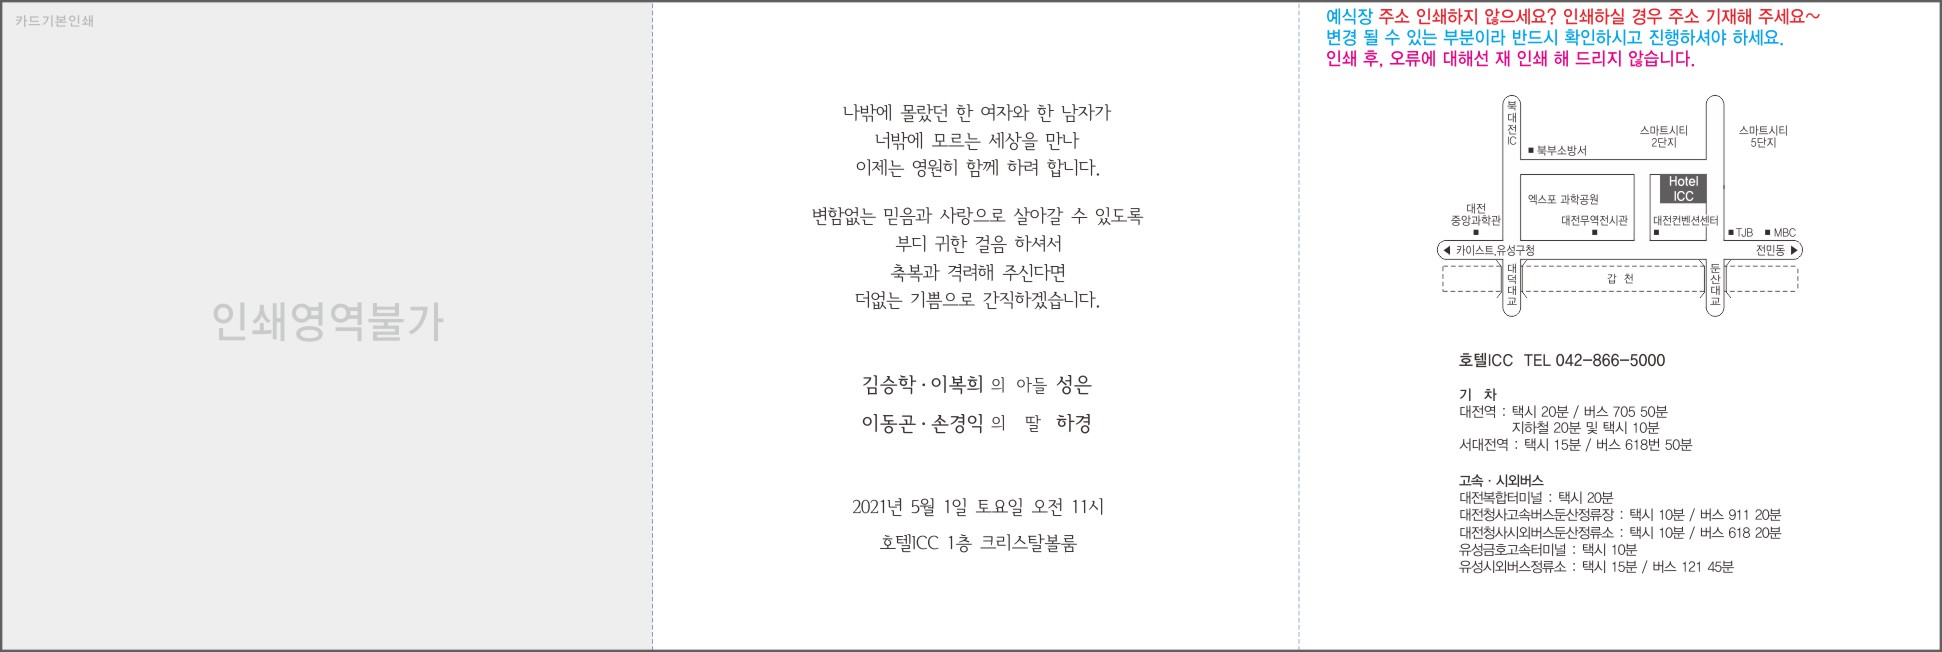 카드기본인쇄
인쇄영역불가
나밖에 몰랐던 한 여자와 한 남자가
너밖에 모르는 세상을 만나
이제는 영원히 함께 하려 합니다.
변함없는 믿음과 사랑으로 살아갈 수 있도록
부디 귀한 걸음 하셔서
축복과 격려해 주신다면
더없는 기쁨으로 간직하겠습니다.
김승학 · 이복희 의 아들 성은
이동곤 · 손경익 의 딸 하경
2021년 5월 1일 토요일 오전 11시
호텔ICC 1층 크리스탈볼룸
예식장 주소 인쇄하지 않으세요? 인쇄하실 경우 주소 기재해 주세요~
변경 될 수 있는 부분이라 반드시 확인하시고 진행하셔야 하세요.
인쇄 후, 오류에 대해선 재 인쇄 해 드리지 않습니다.
북대전IC
북부소방서
스마트시티
2단지
스마트시티
5단지
Hotel
ICC
엑스포 과학공원
대전
중앙과학관
대전무역전시관
대전컨벤션센터
TJB
MBC
카이스트,유성구청
전민동
대덕대교
갑 천
둔산대교
호텔ICC TEL 042-866-5000
기 차
대전역 : 택시 20분 / 버스 705 50분
지하철 20분 및 택시 10분
서대전역 : 택시 15분 / 버스 618번 50분
고속 · 시외버스
대전복합터미널 : 택시 20분
대전청사고속버스둔산정류장 : 택시 10분 / 버스 911 20분
대전청사시외버스둔산정류소 : 택시 10분 / 버스 618 20분
유성금호고속터미널 : 택시 10분
유성시외버스정류소 : 택시 15분 / 버스 121 45분